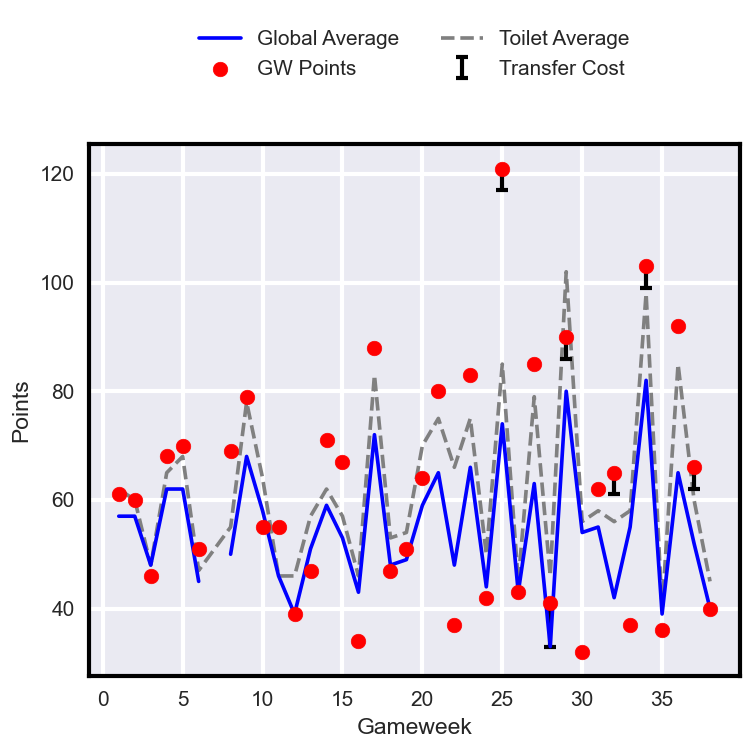 Global Average
Toilet Average
GW Points
Transfer Cost
120
100
80
60
40
Points
0 5 10 15 20 25 30 35
Gameweek